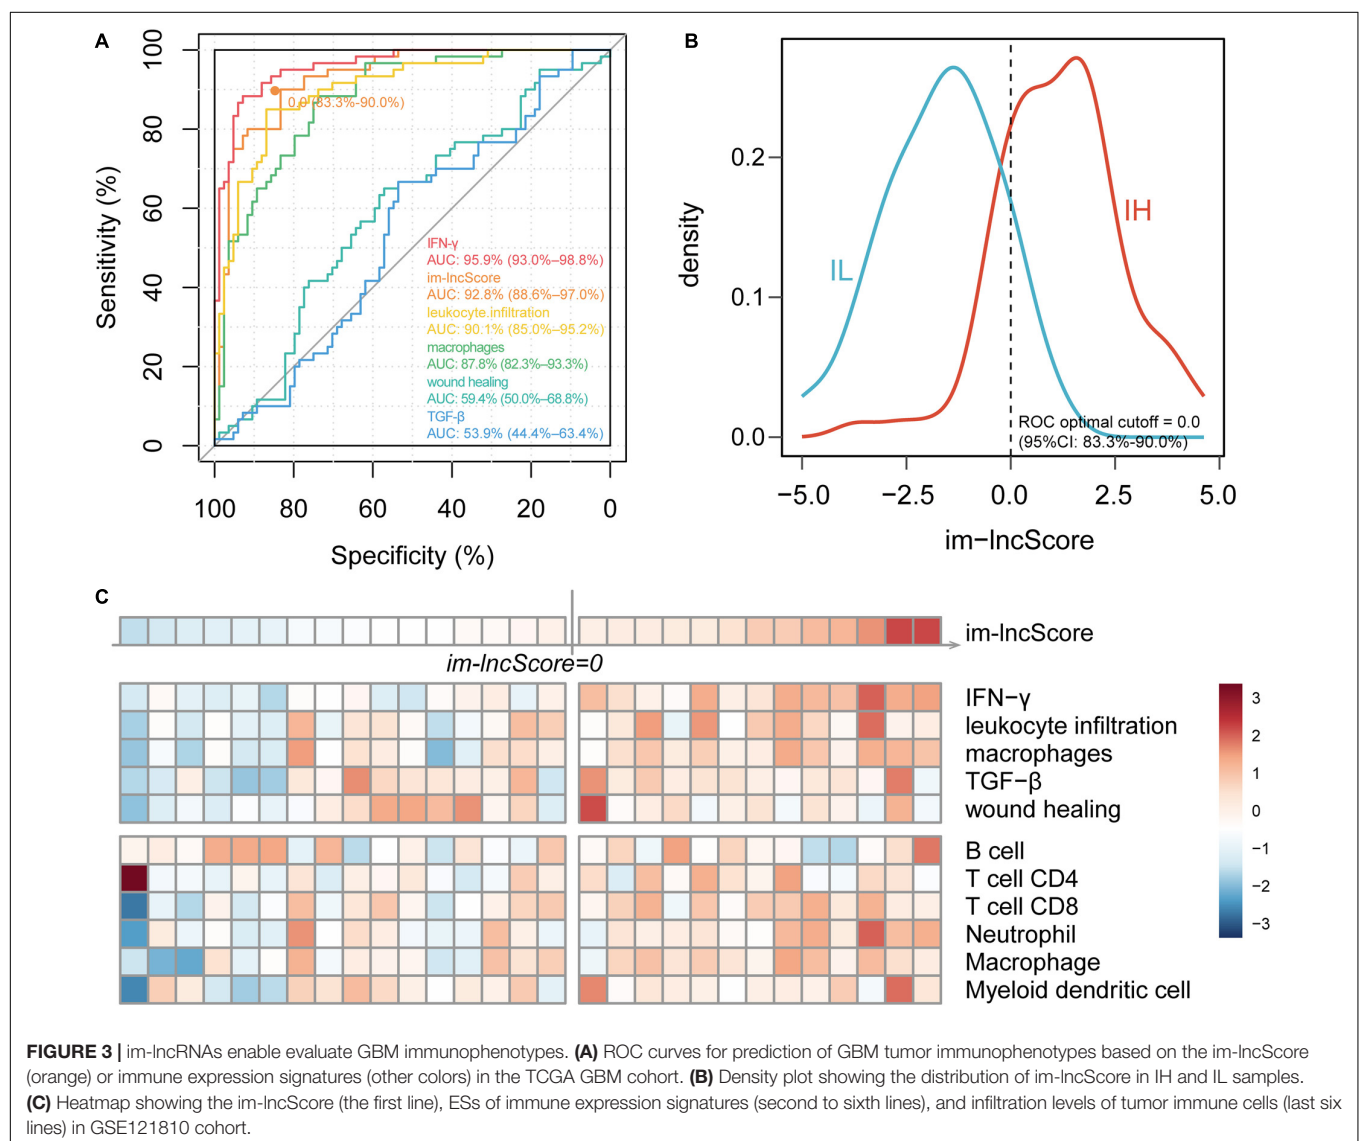 A
100
80
60
40
20
0
Sensitivity (%)
0.0 (83.3%-90.0%)
IFN-γ
AUC: 95.9% (93.0%–98.8%)
im-lncScore
AUC: 92.8% (88.6%–97.0%)
leukocyte.infiltration
AUC: 90.1% (85.0%–95.2%)
macrophages
AUC: 87.8% (82.3%–93.3%)
wound healing
AUC: 59.4% (50.0%–68.8%)
TGF-β
AUC: 53.9% (44.4%–63.4%)
100 80 60 40 20 0
Specificity (%)
B
0.2
0.1
0.0
density
IL
IH
ROC optimal cutoff = 0.0
(95%CI: 83.3%-90.0%)
−5.0 −2.5 0.0 2.5 5.0
im−lncScore
C
im-lncScore
im-lncScore=0
IFN−γ
leukocyte infiltration
macrophages
TGF−β
wound healing
B cell
T cell CD4
T cell CD8
Neutrophil
Macrophage
Myeloid dendritic cell
3
2
1
0
−1
−2
−3
FIGURE 3 | im-lncRNAs enable evaluate GBM immunophenotypes. (A) ROC curves for prediction of GBM tumor immunophenotypes based on the im-lncScore
(orange) or immune expression signatures (other colors) in the TCGA GBM cohort. (B) Density plot showing the distribution of im-lncScore in IH and IL samples.
(C) Heatmap showing the im-lncScore (the first line), ESs of immune expression signatures (second to sixth lines), and infiltration levels of tumor immune cells (last six
lines) in GSE121810 cohort.